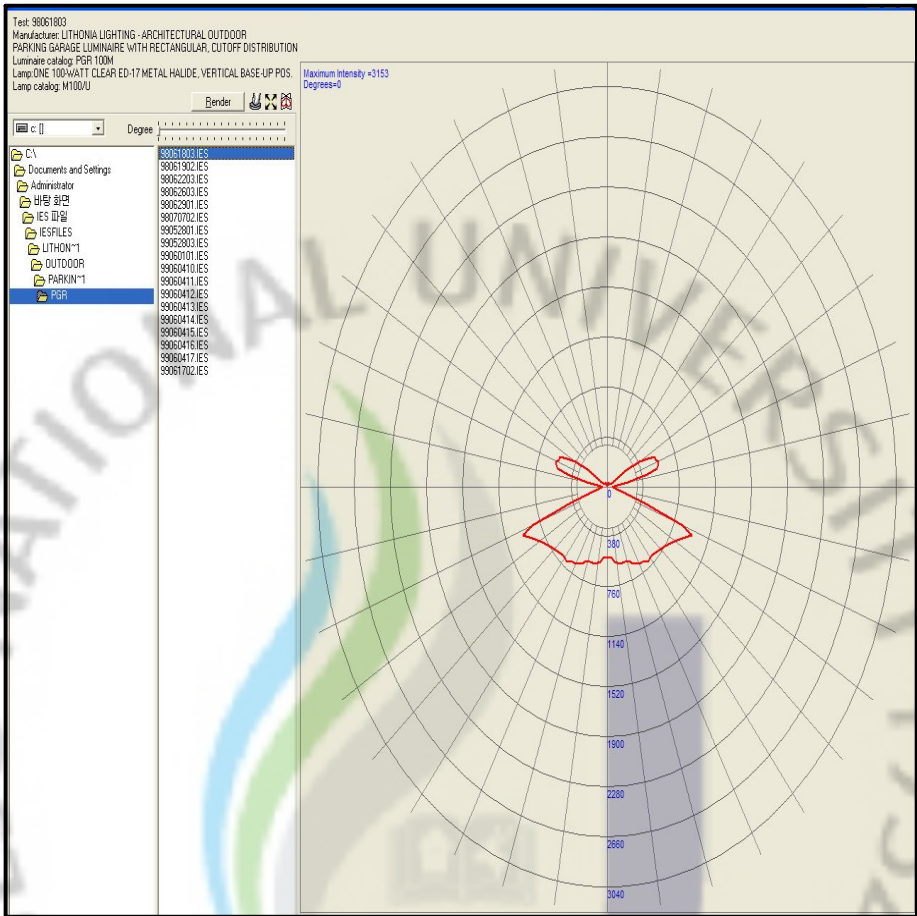 Test: 98061803
Manufacturer: LITHONIA LIGHTING - ARCHITECTURAL OUTDOOR
PARKING GARAGE LUMINAIRE WITH RECTANGULAR, CUTOFF DISTRIBUTION
Luminaire catalog: PGR 100M
Lamp:ONE 100-WATT CLEAR ED-17 METAL HALIDE, VERTICAL BASE-UP POS.
Lamp catalog: M100/U
Render
c: []
Degree
C:\
Documents and Settings
Administrator
바탕 화면
IES 파일
IESFILES
LITHON~1
OUTDOOR
PARKIN~1
PGR
98061803.IES
98061902.IES
98062203.IES
98062603.IES
98062901.IES
98070702.IES
99052801.IES
99052803.IES
99060101.IES
99060410.IES
99060411.IES
99060412.IES
99060413.IES
99060414.IES
99060415.IES
99060416.IES
99060417.IES
99061702.IES
Maximum Intensity =3153
Degrees=0
0
380
760
1140
1520
1900
2280
2660
3040
NATIONAL UNIVERSITY